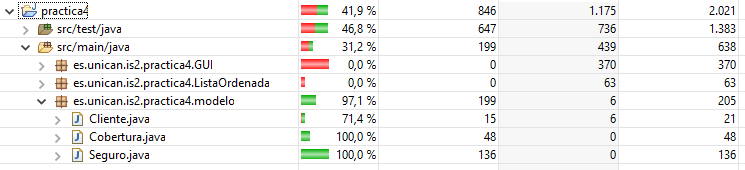 practica4 41,9 % 846 1.175 2.021
src/test/java 46,8 % 647 736 1.383
src/main/java 31,2 % 199 439 638
es.unican.is2.practica4.GUI 0,0 % 0 370 370
es.unican.is2.practica4.ListaOrdenada 0,0 % 0 63 63
es.unican.is2.practica4.modelo 97,1 % 199 6 205
Cliente.java 71,4 % 15 6 21
Cobertura.java 100,0 % 48 0 48
Seguro.java 100,0 % 136 0 136